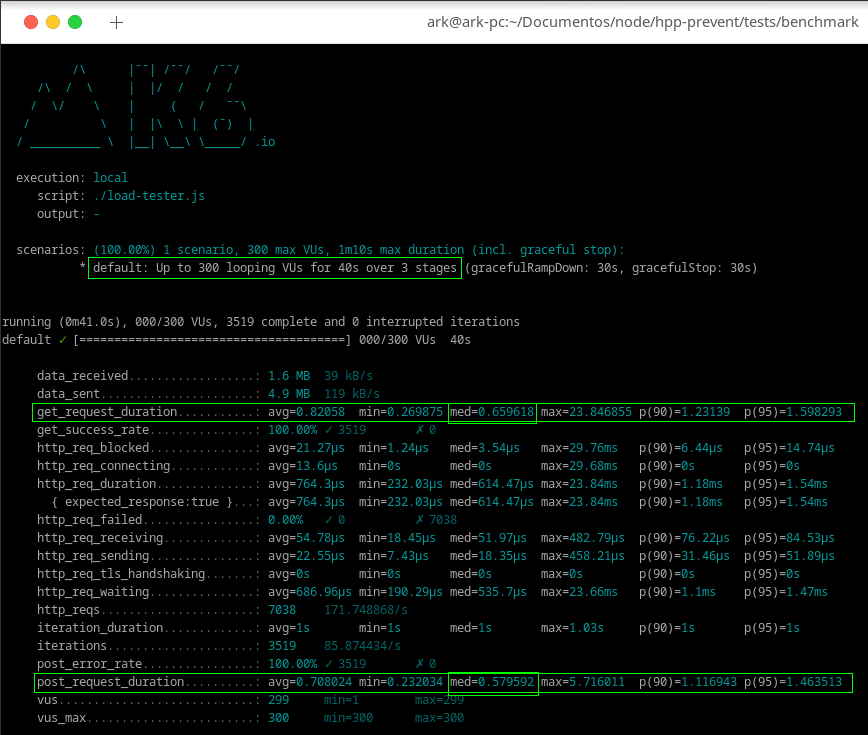 ark@ark-pc:~/Documentos/node/hpp-prevent/tests/benchmark
/\ |‾‾| /‾‾/ /‾‾/
/\ / \ | |/ / / /
/ \/ \ | ( / ‾‾\
/ \ | |\ \ | (‾) |
/ __________ \ |__| \__\ \_____/ .io
execution: local
script: ./load-tester.js
output: -
scenarios: (100.00%) 1 scenario, 300 max VUs, 1m10s max duration (incl. graceful stop):
* default: Up to 300 looping VUs for 40s over 3 stages (gracefulRampDown: 30s, gracefulStop: 30s)
running (0m41.0s), 000/300 VUs, 3519 complete and 0 interrupted iterations
default ✓ [======================================] 000/300 VUs 40s
data_received..................: 1.6 MB 39 kB/s
data_sent......................: 4.9 MB 119 kB/s
get_request_duration...........: avg=0.82058 min=0.269875 med=0.659618 max=23.846855 p(90)=1.23139 p(95)=1.598293
get_success_rate...............: 100.00% ✓ 3519 ✗ 0
http_req_blocked...............: avg=21.27µs min=1.24µs med=3.54µs max=29.76ms p(90)=6.44µs p(95)=14.74µs
http_req_connecting............: avg=13.6µs min=0s med=0s max=29.68ms p(90)=0s p(95)=0s
http_req_duration..............: avg=764.3µs min=232.03µs med=614.47µs max=23.84ms p(90)=1.18ms p(95)=1.54ms
{ expected_response:true }...: avg=764.3µs min=232.03µs med=614.47µs max=23.84ms p(90)=1.18ms p(95)=1.54ms
http_req_failed................: 0.00% ✓ 0 ✗ 7038
http_req_receiving.............: avg=54.78µs min=18.45µs med=51.97µs max=482.79µs p(90)=76.22µs p(95)=84.53µs
http_req_sending...............: avg=22.55µs min=7.43µs med=18.35µs max=458.21µs p(90)=31.46µs p(95)=51.89µs
http_req_tls_handshaking.......: avg=0s min=0s med=0s max=0s p(90)=0s p(95)=0s
http_req_waiting...............: avg=686.96µs min=190.29µs med=535.7µs max=23.66ms p(90)=1.1ms p(95)=1.47ms
http_reqs......................: 7038 171.748868/s
iteration_duration.............: avg=1s min=1s med=1s max=1.03s p(90)=1s p(95)=1s
iterations.....................: 3519 85.874434/s
post_error_rate................: 100.00% ✓ 3519 ✗ 0
post_request_duration..........: avg=0.708024 min=0.232034 med=0.579592 max=5.716011 p(90)=1.116943 p(95)=1.463513
vus............................: 299 min=1 max=299
vus_max........................: 300 min=300 max=300